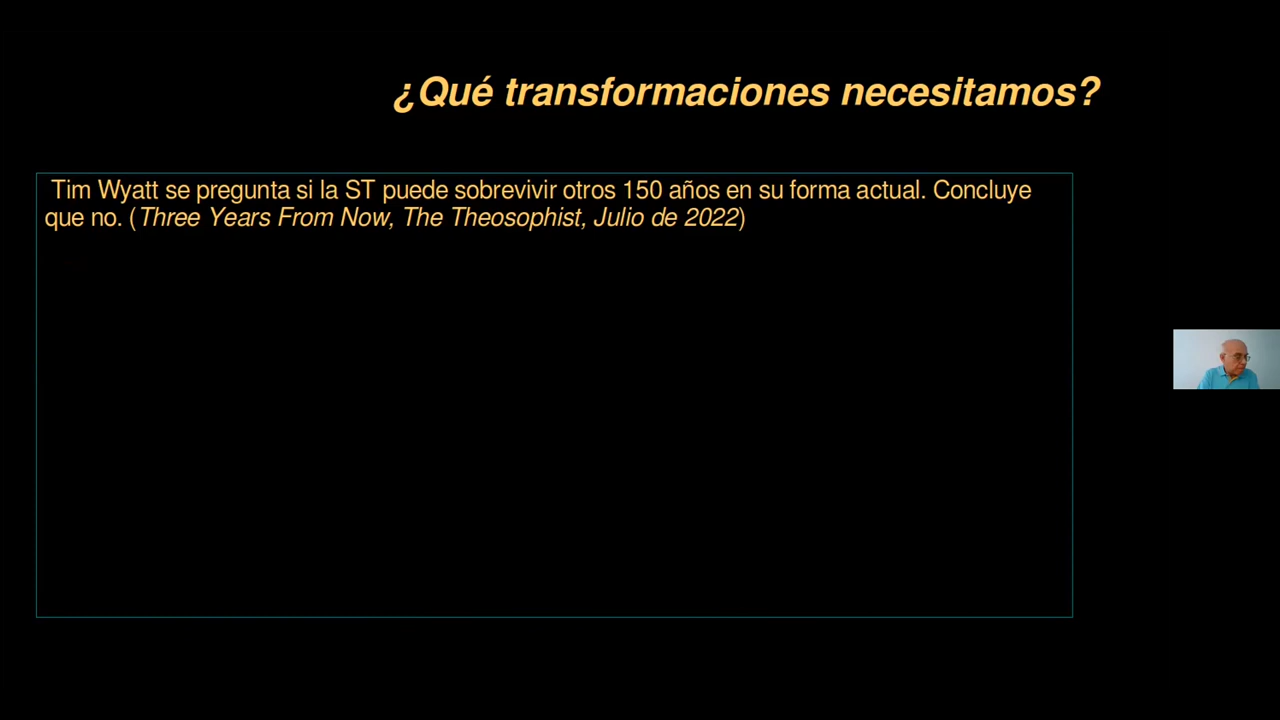 ¿Qué transformaciones necesitamos?
Tim Wyatt se pregunta si la ST puede sobrevivir otros 150 años en su forma actual. Concluye
que no. (Three Years From Now, The Theosophist, Julio de 2022)